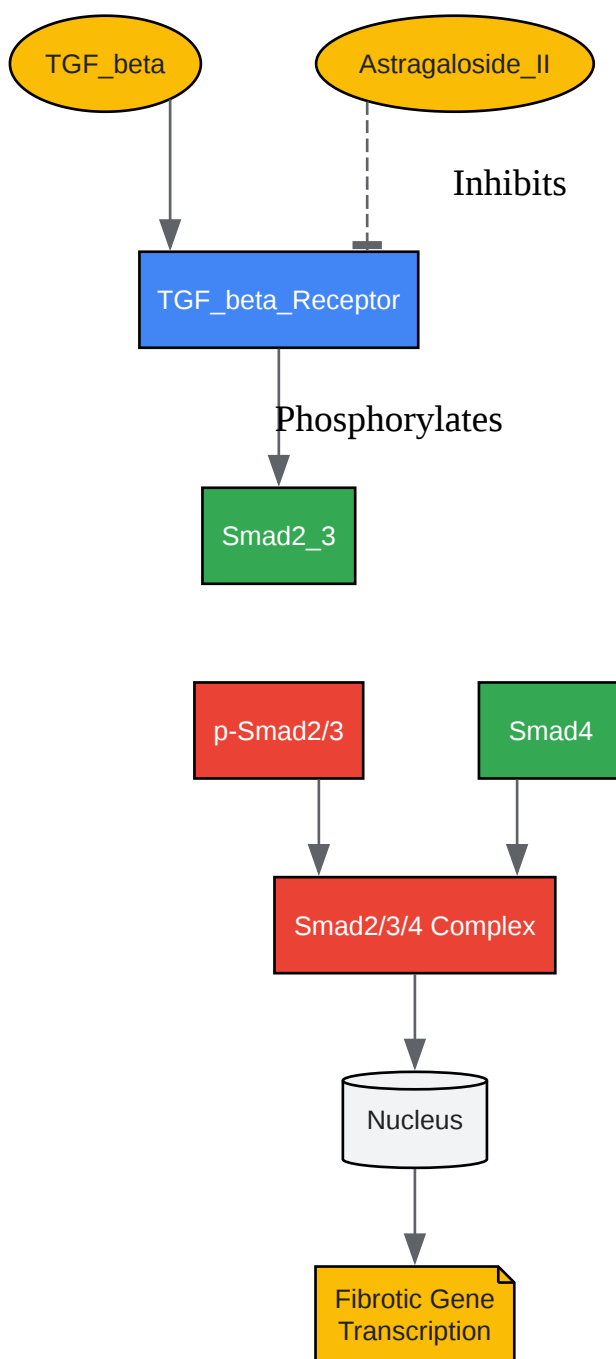 TGF_beta
Astragaloside_II
Inhibits
TGF_beta_Receptor
Phosphorylates
Smad2_3
p-Smad2/3
Smad4
Smad2/3/4 Complex
Nucleus
Fibrotic Gene
Transcription